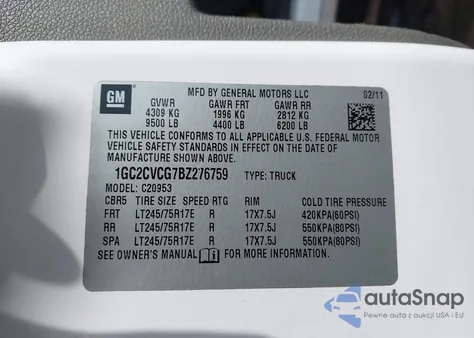 GM
MFD BY GENERAL MOTORS LLC 02/11
GVWR GAWR FRT GAWR RR
4309 KG 1996 KG 2812 KG
9500 LB 4400 LB 6200 LB
THIS VEHICLE CONFORMS TO ALL APPLICABLE U.S. FEDERAL MOTOR
VEHICLE SAFETY STANDARDS IN EFFECT ON THE DATE OF
MANUFACTURE SHOWN ABOVE.
1GC2CVCG7BZ276759 TYPE: TRUCK
MODEL: C20953
CBR5 TIRE SIZE SPEED RTG RIM COLD TIRE PRESSURE
FRT LT245/75R17E R 17X7.5J 420KPA(60PSI)
RR LT245/75R17E R 17X7.5J 550KPA(80PSI)
SPA LT245/75R17E R 17X7.5J 550KPA(80PSI)
SEE OWNER'S MANUAL FOR MORE INFORMATION
autoSnap
Pewne auta z aukcji USA i EU